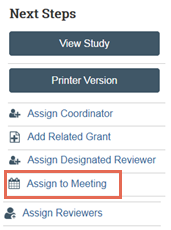 Next Steps
View Study
Printer Version
Assign Coordinator
Add Related Grant
Assign Designated Reviewer
Assign to Meeting
Assign Reviewers